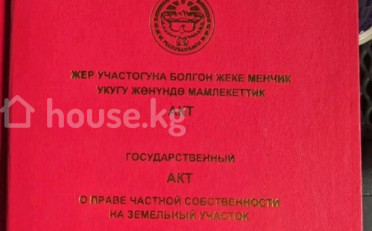 ЖЕР УЧАСТОГУНА БОЛГОН ЖЕКЕ МЕНЧИК
УКУГУ ЖӨНҮНДӨ МАМЛЕКЕТТИК
АКТ
house.kg
ГОСУДАРСТВЕННЫЙ
АКТ
О ПРАВЕ ЧАСТНОЙ СОБСТВЕННОСТИ
НА ЗЕМЕЛЬНЫЙ УЧАСТОК